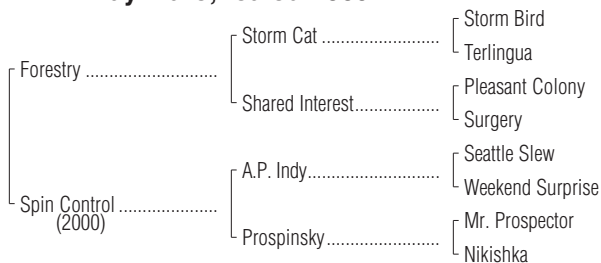 Storm Bird
Storm Cat
Terlingua
Forestry
Pleasant Colony
Shared Interest
Surgery
Seattle Slew
A.P. Indy
Weekend Surprise
Spin Control
(2000)
Mr. Prospector
Prospinsky
Nikishka